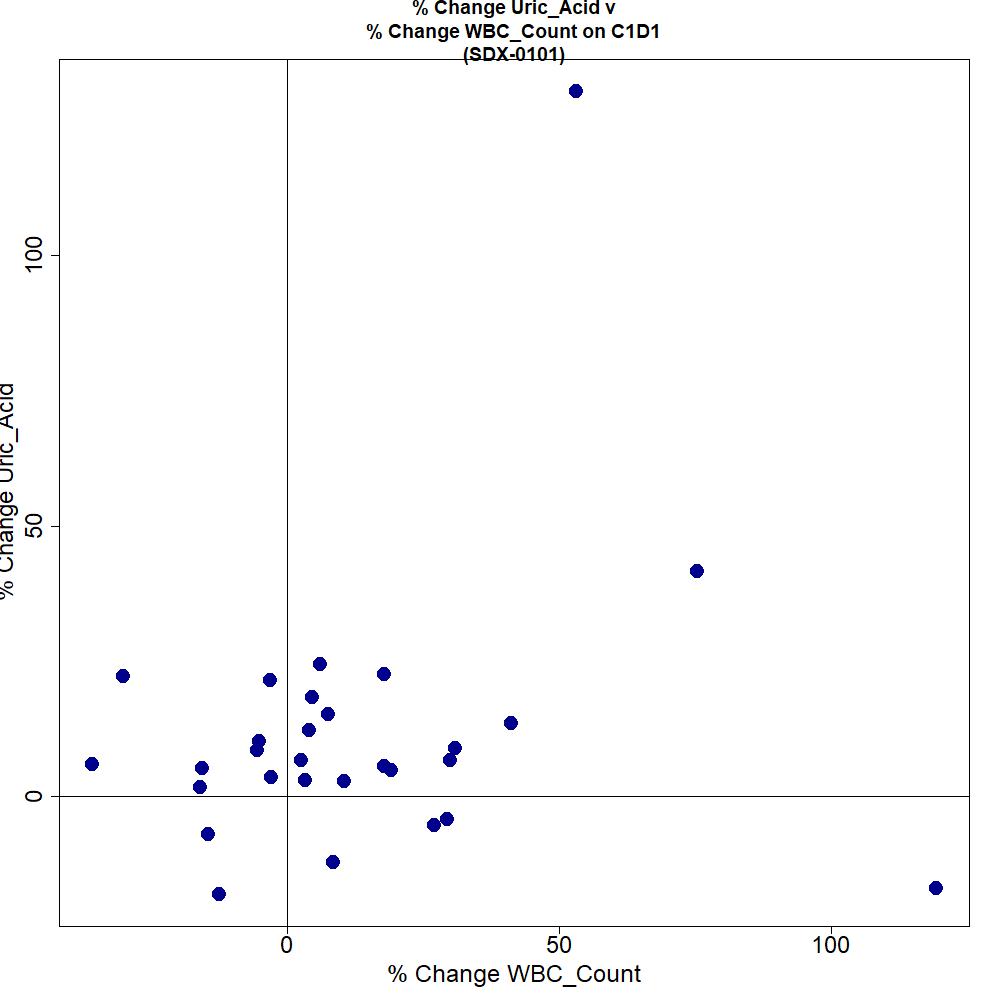 % Change Uric_Acid v
% Change WBC_Count on C1D1
(SDX-0101)
100
50
0
% Change Uric_Acid
0
50
100
% Change WBC_Count